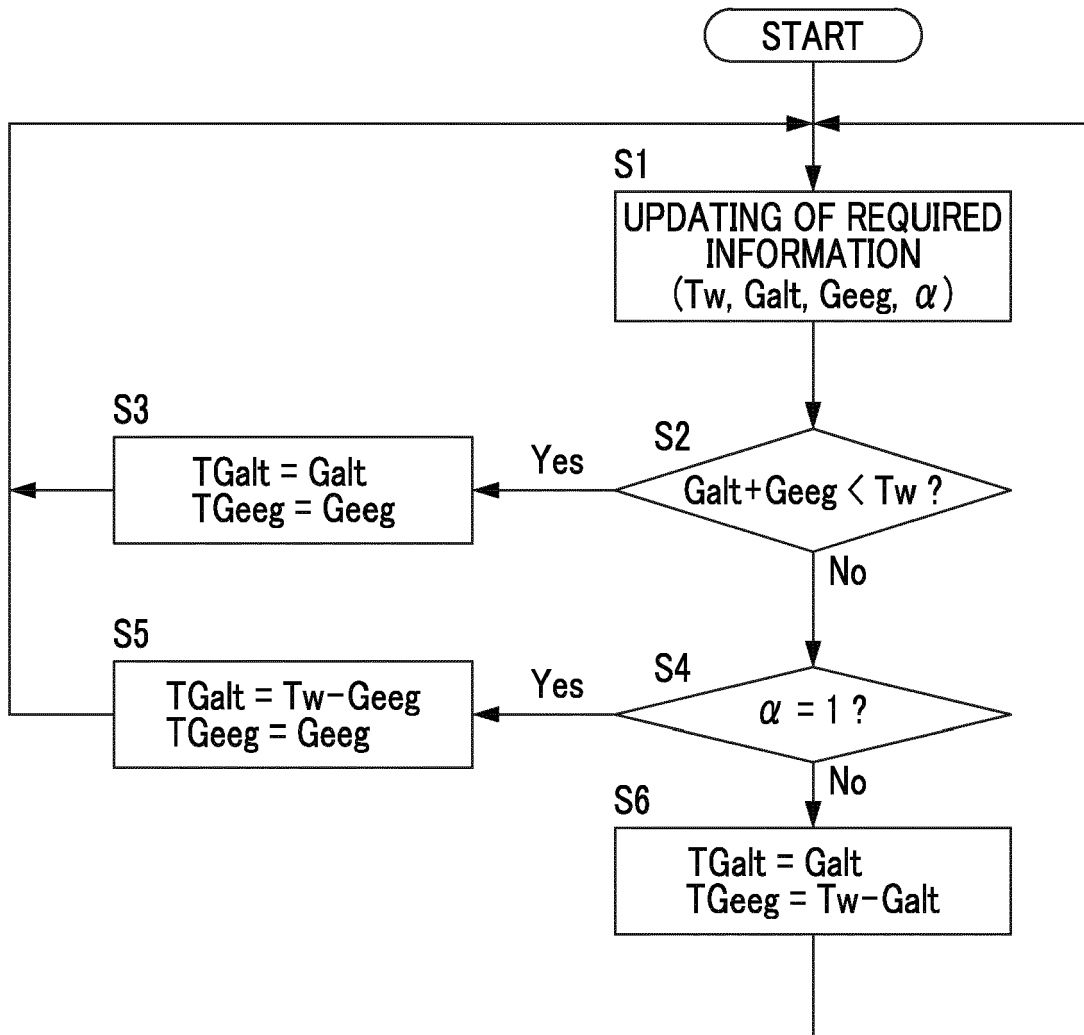 START
S1
UPDATING OF REQUIRED
INFORMATION
(Tw, Galt, Geeg, α)
S2
Galt+Geeg < Tw ?
Yes
S3
TGalt = Galt
TGeeg = Geeg
No
S4
α = 1 ?
Yes
S5
TGalt = Tw-Geeg
TGeeg = Geeg
No
S6
TGalt = Galt
TGeeg = Tw-Galt